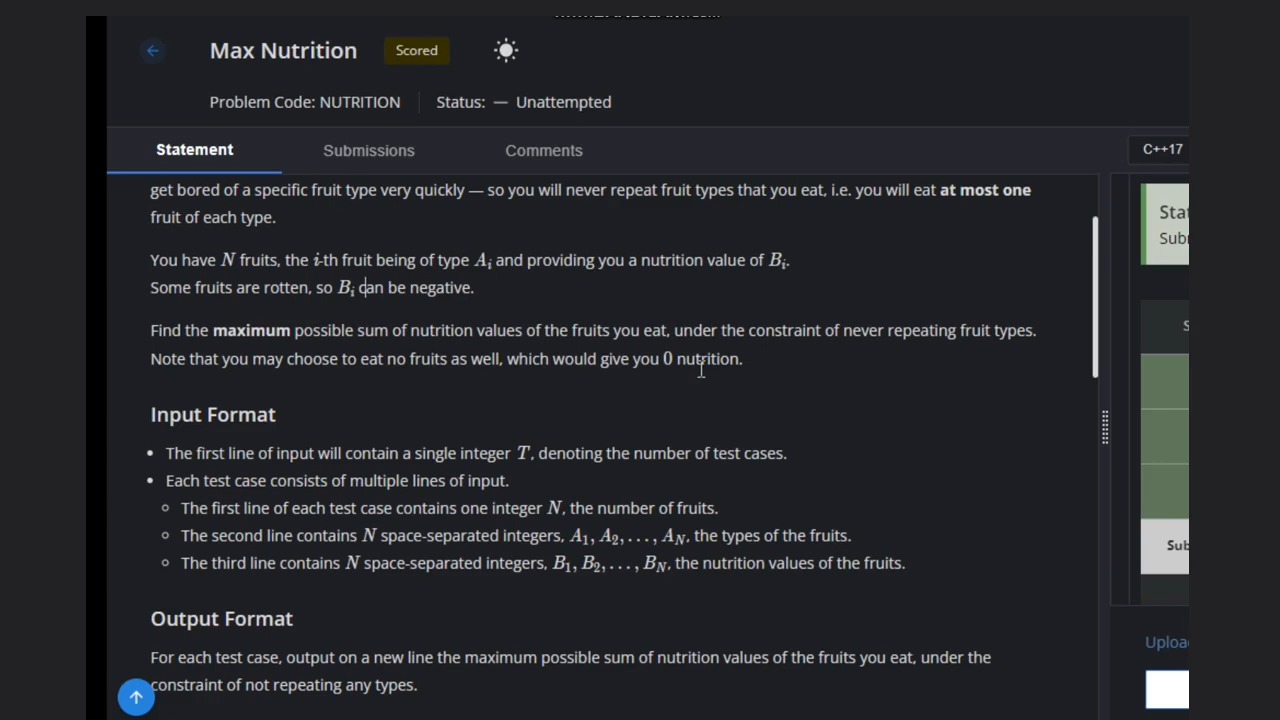 Max Nutrition Scored
Problem Code: NUTRITION Status: — Unattempted
Statement Submissions Comments
C++17
get bored of a specific fruit type very quickly — so you will never repeat fruit types that you eat, i.e. you will eat at most one
fruit of each type.
You have N fruits, the i-th fruit being of type A_i and providing you a nutrition value of B_i.
Some fruits are rotten, so B_i can be negative.
Find the maximum possible sum of nutrition values of the fruits you eat, under the constraint of never repeating fruit types.
Note that you may choose to eat no fruits as well, which would give you 0 nutrition.
Input Format
• The first line of input will contain a single integer T, denoting the number of test cases.
• Each test case consists of multiple lines of input.
◦ The first line of each test case contains one integer N, the number of fruits.
◦ The second line contains N space-separated integers, A_1, A_2, ..., A_N, the types of the fruits.
◦ The third line contains N space-separated integers, B_1, B_2, ..., B_N, the nutrition values of the fruits.
Output Format
For each test case, output on a new line the maximum possible sum of nutrition values of the fruits you eat, under the
constraint of not repeating any types.